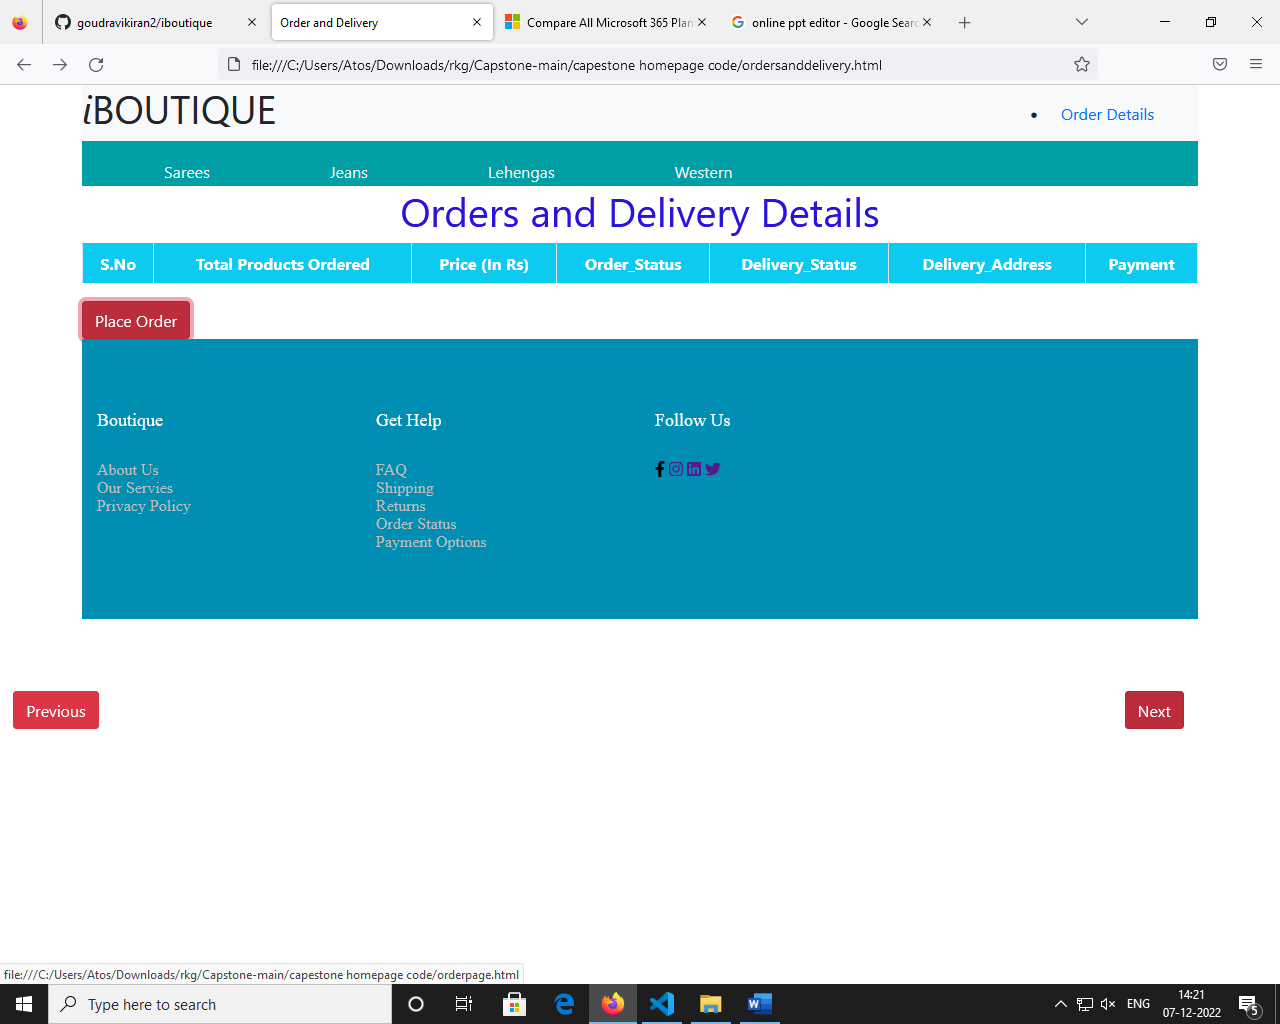 goudravikiran2/iboutique
Order and Delivery
Compare All Microsoft 365 Plan
online ppt editor - Google Searc
file:///C:/Users/Atos/Downloads/rkg/Capstone-main/capestone homepage code/ordersanddelivery.html
iBOUTIQUE
• Order Details
Sarees Jeans Lehengas Western
Orders and Delivery Details
S.No Total Products Ordered Price (In Rs) Order_Status Delivery_Status Delivery_Address Payment
Place Order
Boutique Get Help Follow Us
About Us FAQ
Our Servies Shipping
Privacy Policy Returns
Order Status
Payment Options
Previous Next
file:///C:/Users/Atos/Downloads/rkg/Capstone-main/capestone homepage code/orderpage.html
Type here to search
ENG 14:21
07-12-2022
5